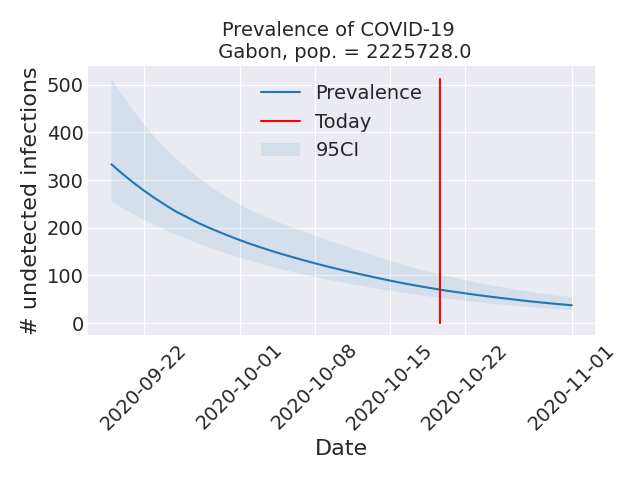 Prevalence of COVID-19
Gabon, pop. = 2225728.0
# undetected infections
500
400
300
200
100
0
Prevalence
Today
95CI
2020-09-22
2020-10-01
2020-10-08
2020-10-15
2020-10-22
2020-11-01
Date